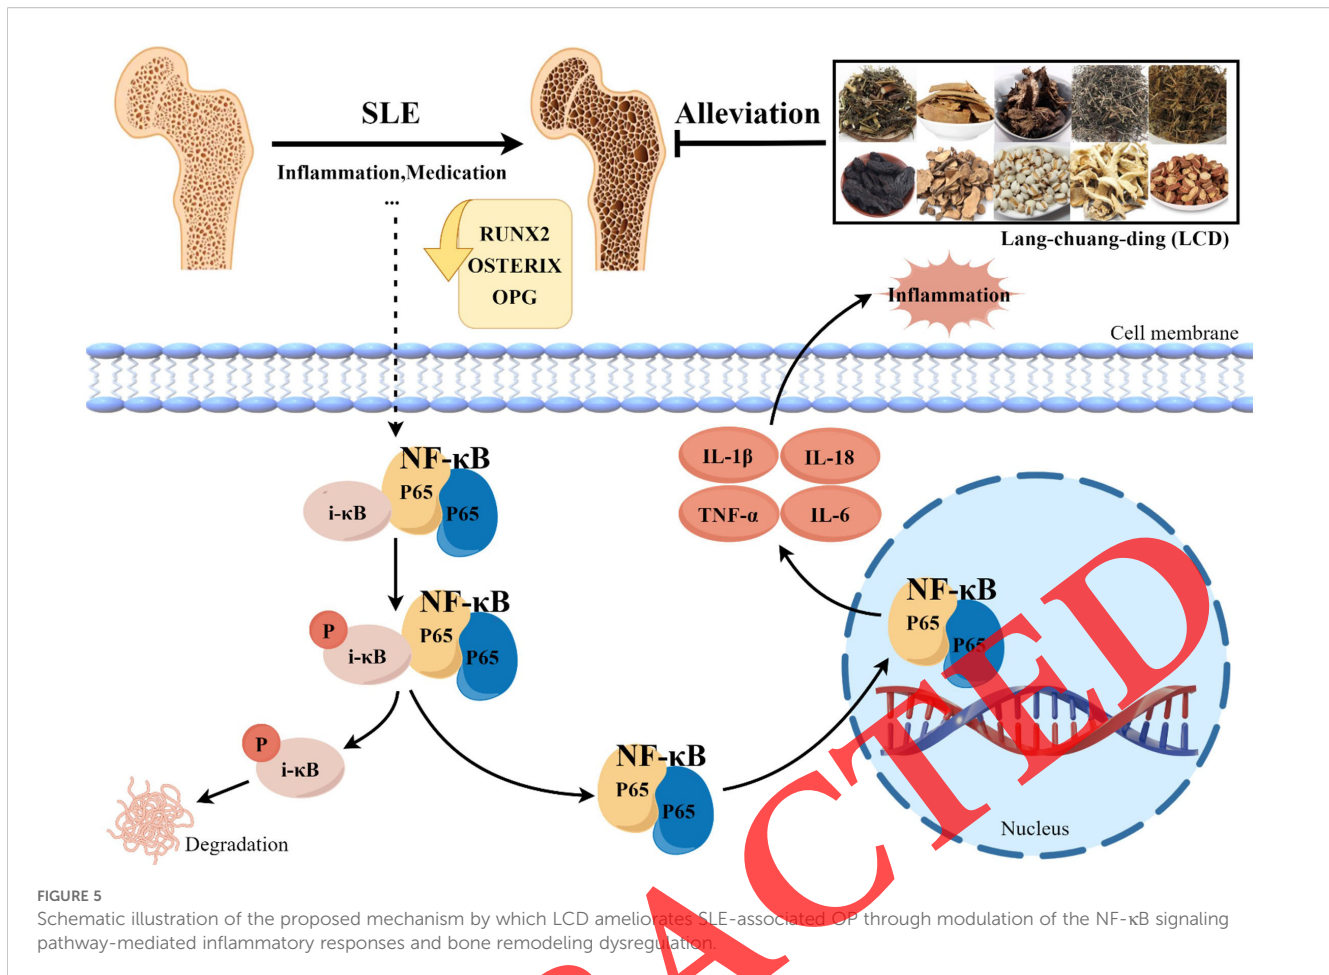 SLE
Inflammation,Medication
...
RUNX2
OSTERIX
OPG
Alleviation
Lang-chuang-ding (LCD)
Inflammation
Cell membrane
NF-κB
P65
P65
i-κB
NF-κB
P65
P65
P
i-κB
P
i-κB
Degradation
NF-κB
P65
P65
NF-κB
P65
P65
Nucleus
IL-1β
IL-18
TNF-α
IL-6
FIGURE 5
Schematic illustration of the proposed mechanism by which LCD ameliorates SLE-associated OP through modulation of the NF-κB signaling
pathway-mediated inflammatory responses and bone remodeling dysregulation.
RACTED